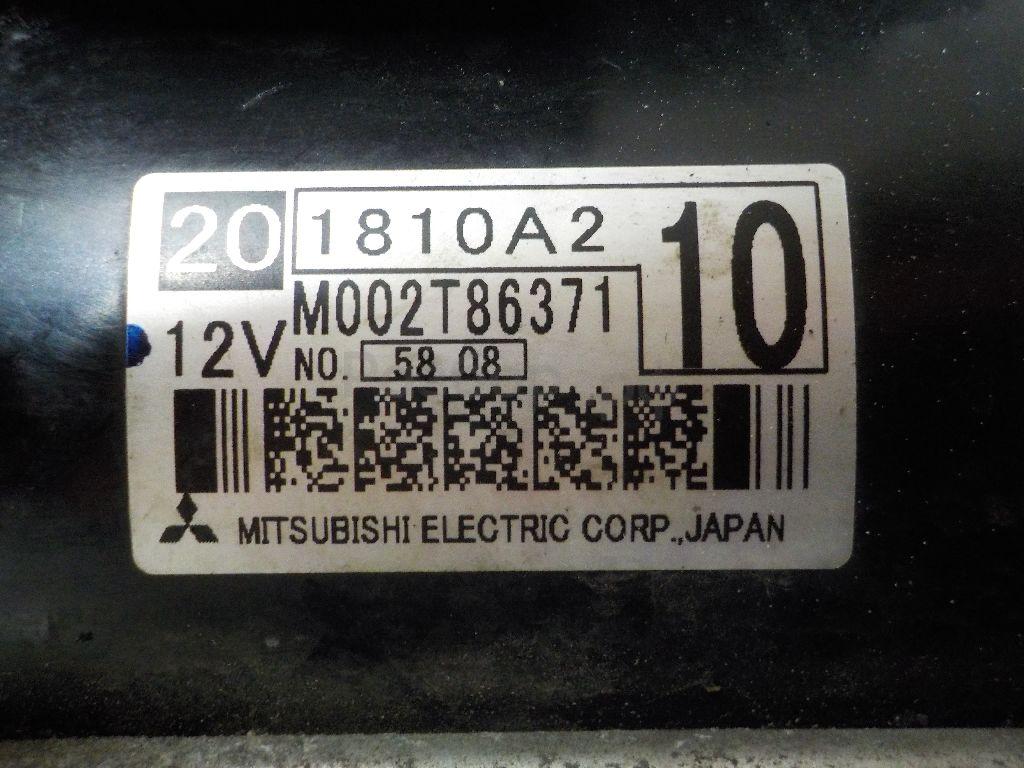 20 1810A2 10
M002T86371
12V NO. 58 08
MITSUBISHI ELECTRIC CORP.,JAPAN